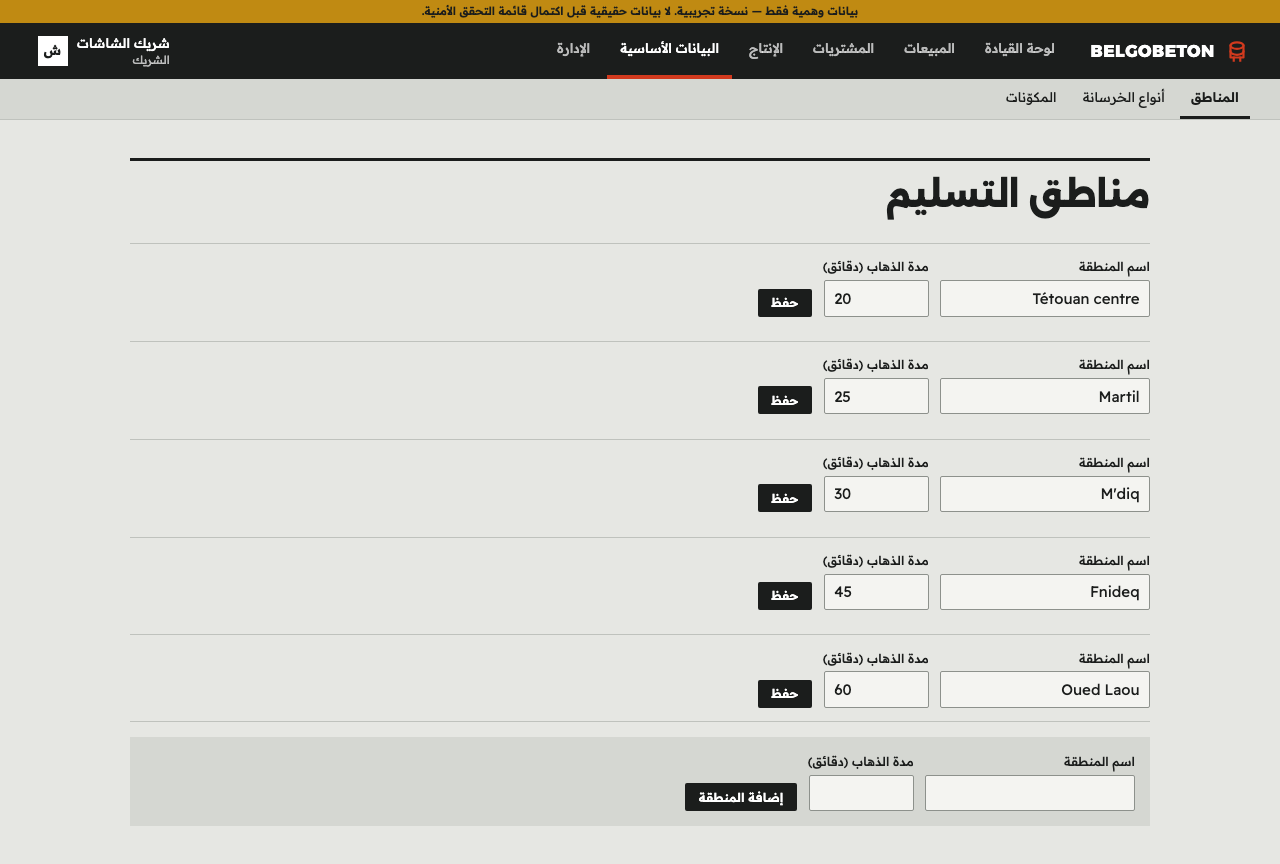 بيانات وهمية فقط — نسخة تجريبية. لا بيانات حقيقية قبل اكتمال قائمة التحقق الأمنية.
BELGOBETON
لوحة القيادة
المبيعات
المشتريات
الإنتاج
البيانات الأساسية
الإدارة
شريك الشاشات
الشريك
ش
المناطق
أنواع الخرسانة
المكوّنات
مناطق التسليم
اسم المنطقة
مدة الذهاب (دقائق)
Tétouan centre
20
حفظ
اسم المنطقة
مدة الذهاب (دقائق)
Martil
25
حفظ
اسم المنطقة
مدة الذهاب (دقائق)
M'diq
30
حفظ
اسم المنطقة
مدة الذهاب (دقائق)
Fnideq
45
حفظ
اسم المنطقة
مدة الذهاب (دقائق)
Oued Laou
60
حفظ
اسم المنطقة
مدة الذهاب (دقائق)
إضافة المنطقة